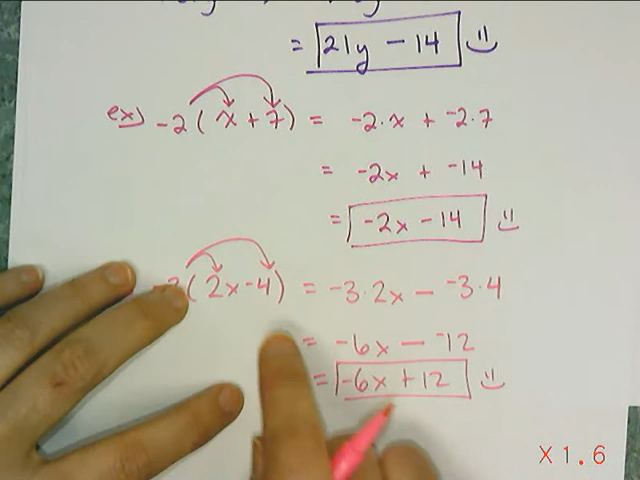 = 21y - 14
ex) -2(x+7) = -2·x + -2·7
= -2x + -14
= -2x - 14
(2x-4) = -3·2x - -3·4
= -6x - -12
= -6x + 12
X1.6